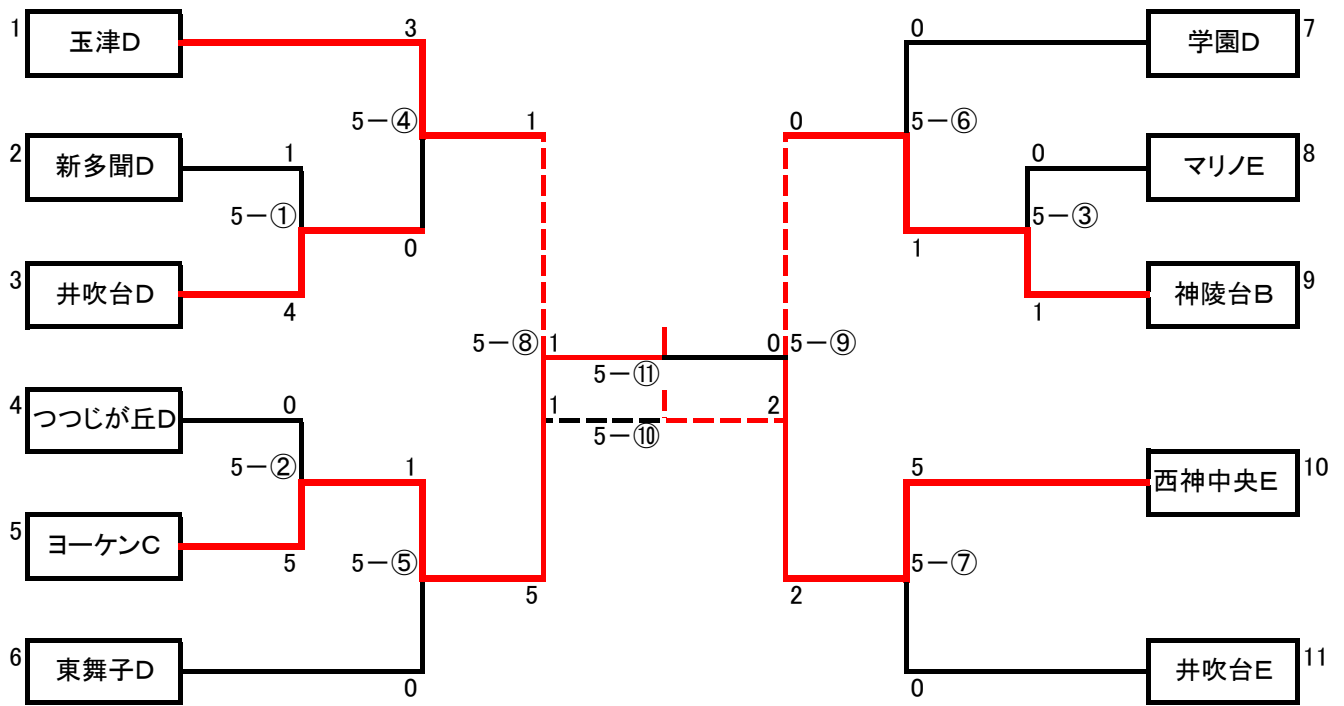 1 玉津D 3 0 学園D 7
5－④ 1 0 5－⑥
2 新多聞D 1 0 マリノE 8
5－① 5－③
0 1
3 井吹台D 4 1 神陵台B 9
5－⑧ 1 0 5－⑨
5－⑪
4 つつじが丘D 0 1 2
5－⑩
5－② 1 5 西神中央E 10
5 ヨーケンC 5 5－⑤ 5－⑦
5 2
6 東舞子D 0 0 井吹台E 11